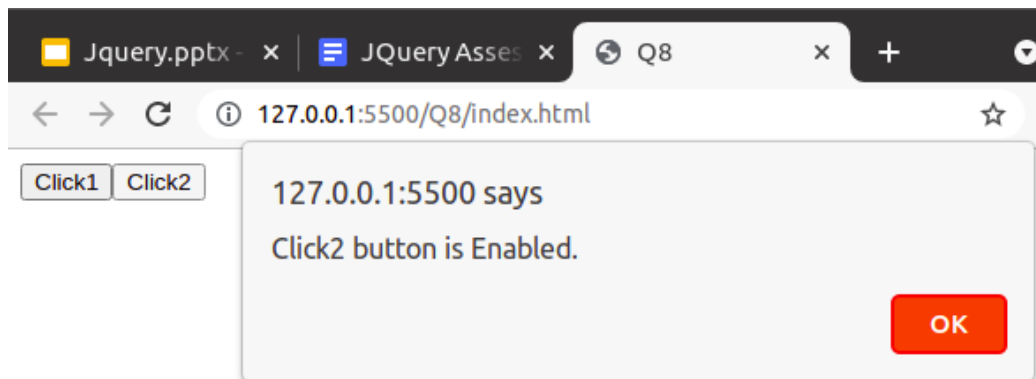 Jquery.pptx - JQuery Asses Q8
127.0.0.1:5500/Q8/index.html
Click1 Click2
127.0.0.1:5500 says
Click2 button is Enabled.
OK